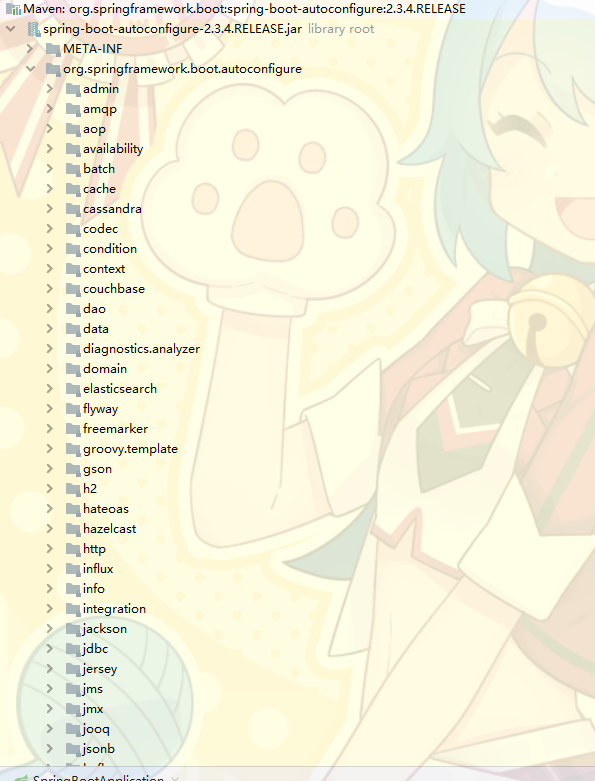 Maven: org.springframework.boot:spring-boot-autoconfigure:2.3.4.RELEASE
spring-boot-autoconfigure-2.3.4.RELEASE.jar library root
META-INF
org.springframework.boot.autoconfigure
admin
amqp
aop
availability
batch
cache
cassandra
codec
condition
context
couchbase
dao
data
diagnostics.analyzer
domain
elasticsearch
flyway
freemarker
groovy.template
gson
h2
hateoas
hazelcast
http
influx
info
integration
jackson
jdbc
jersey
jms
jmx
jooq
jsonb
SpringBootApplication